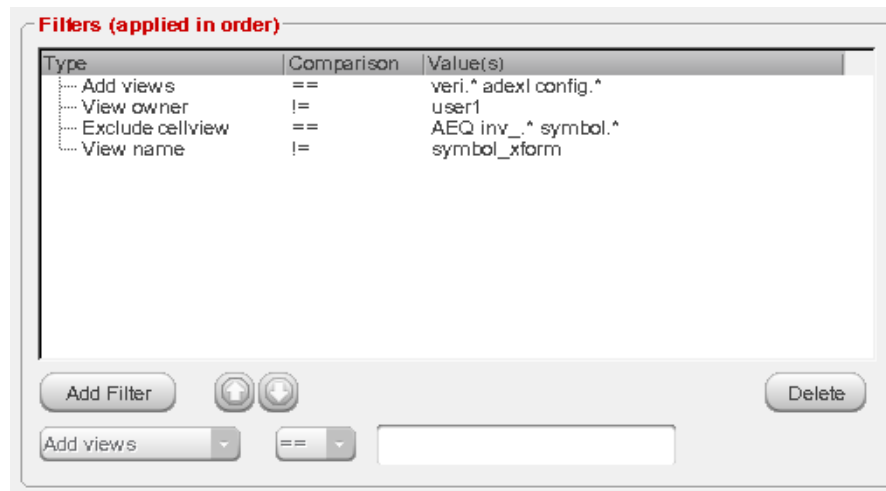 Filters (applied in order)
Type Comparison Value(s)
Add views == veri.* adexl config.*
View owner != user1
Exclude cellview == AEQ inv_.* symbol.*
View name != symbol_xform
Add Filter Delete
Add views ==